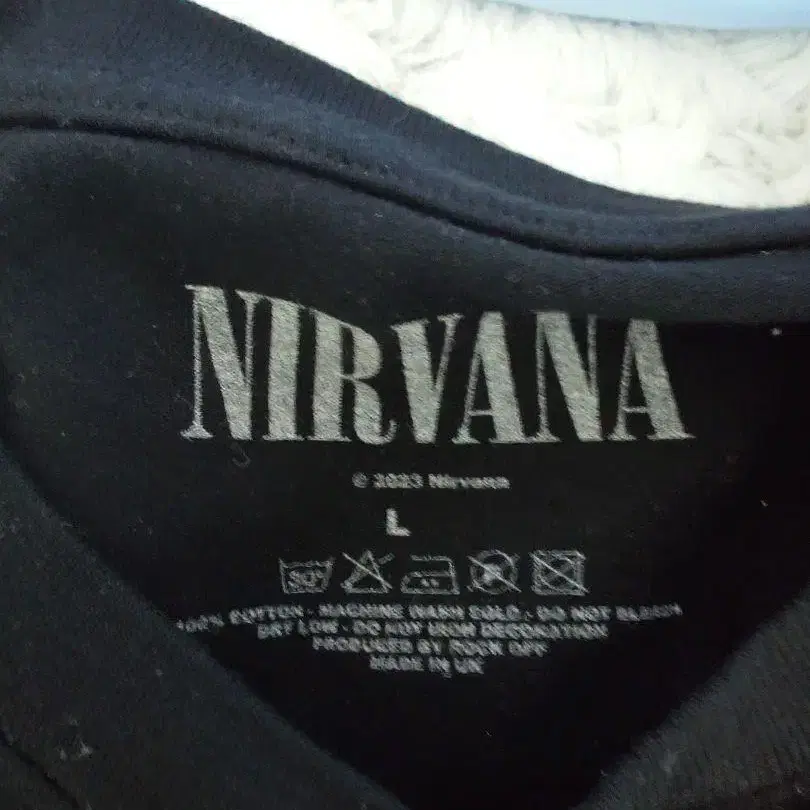 NIRVANA
© 2023 Nirvana
L
30°
100% COTTON - MACHINE WASH COLD - DO NOT BLEACH
DRY LOW - DO NOT IRON DECORATION
PRODUCED BY ROCK OFF
MADE IN UK